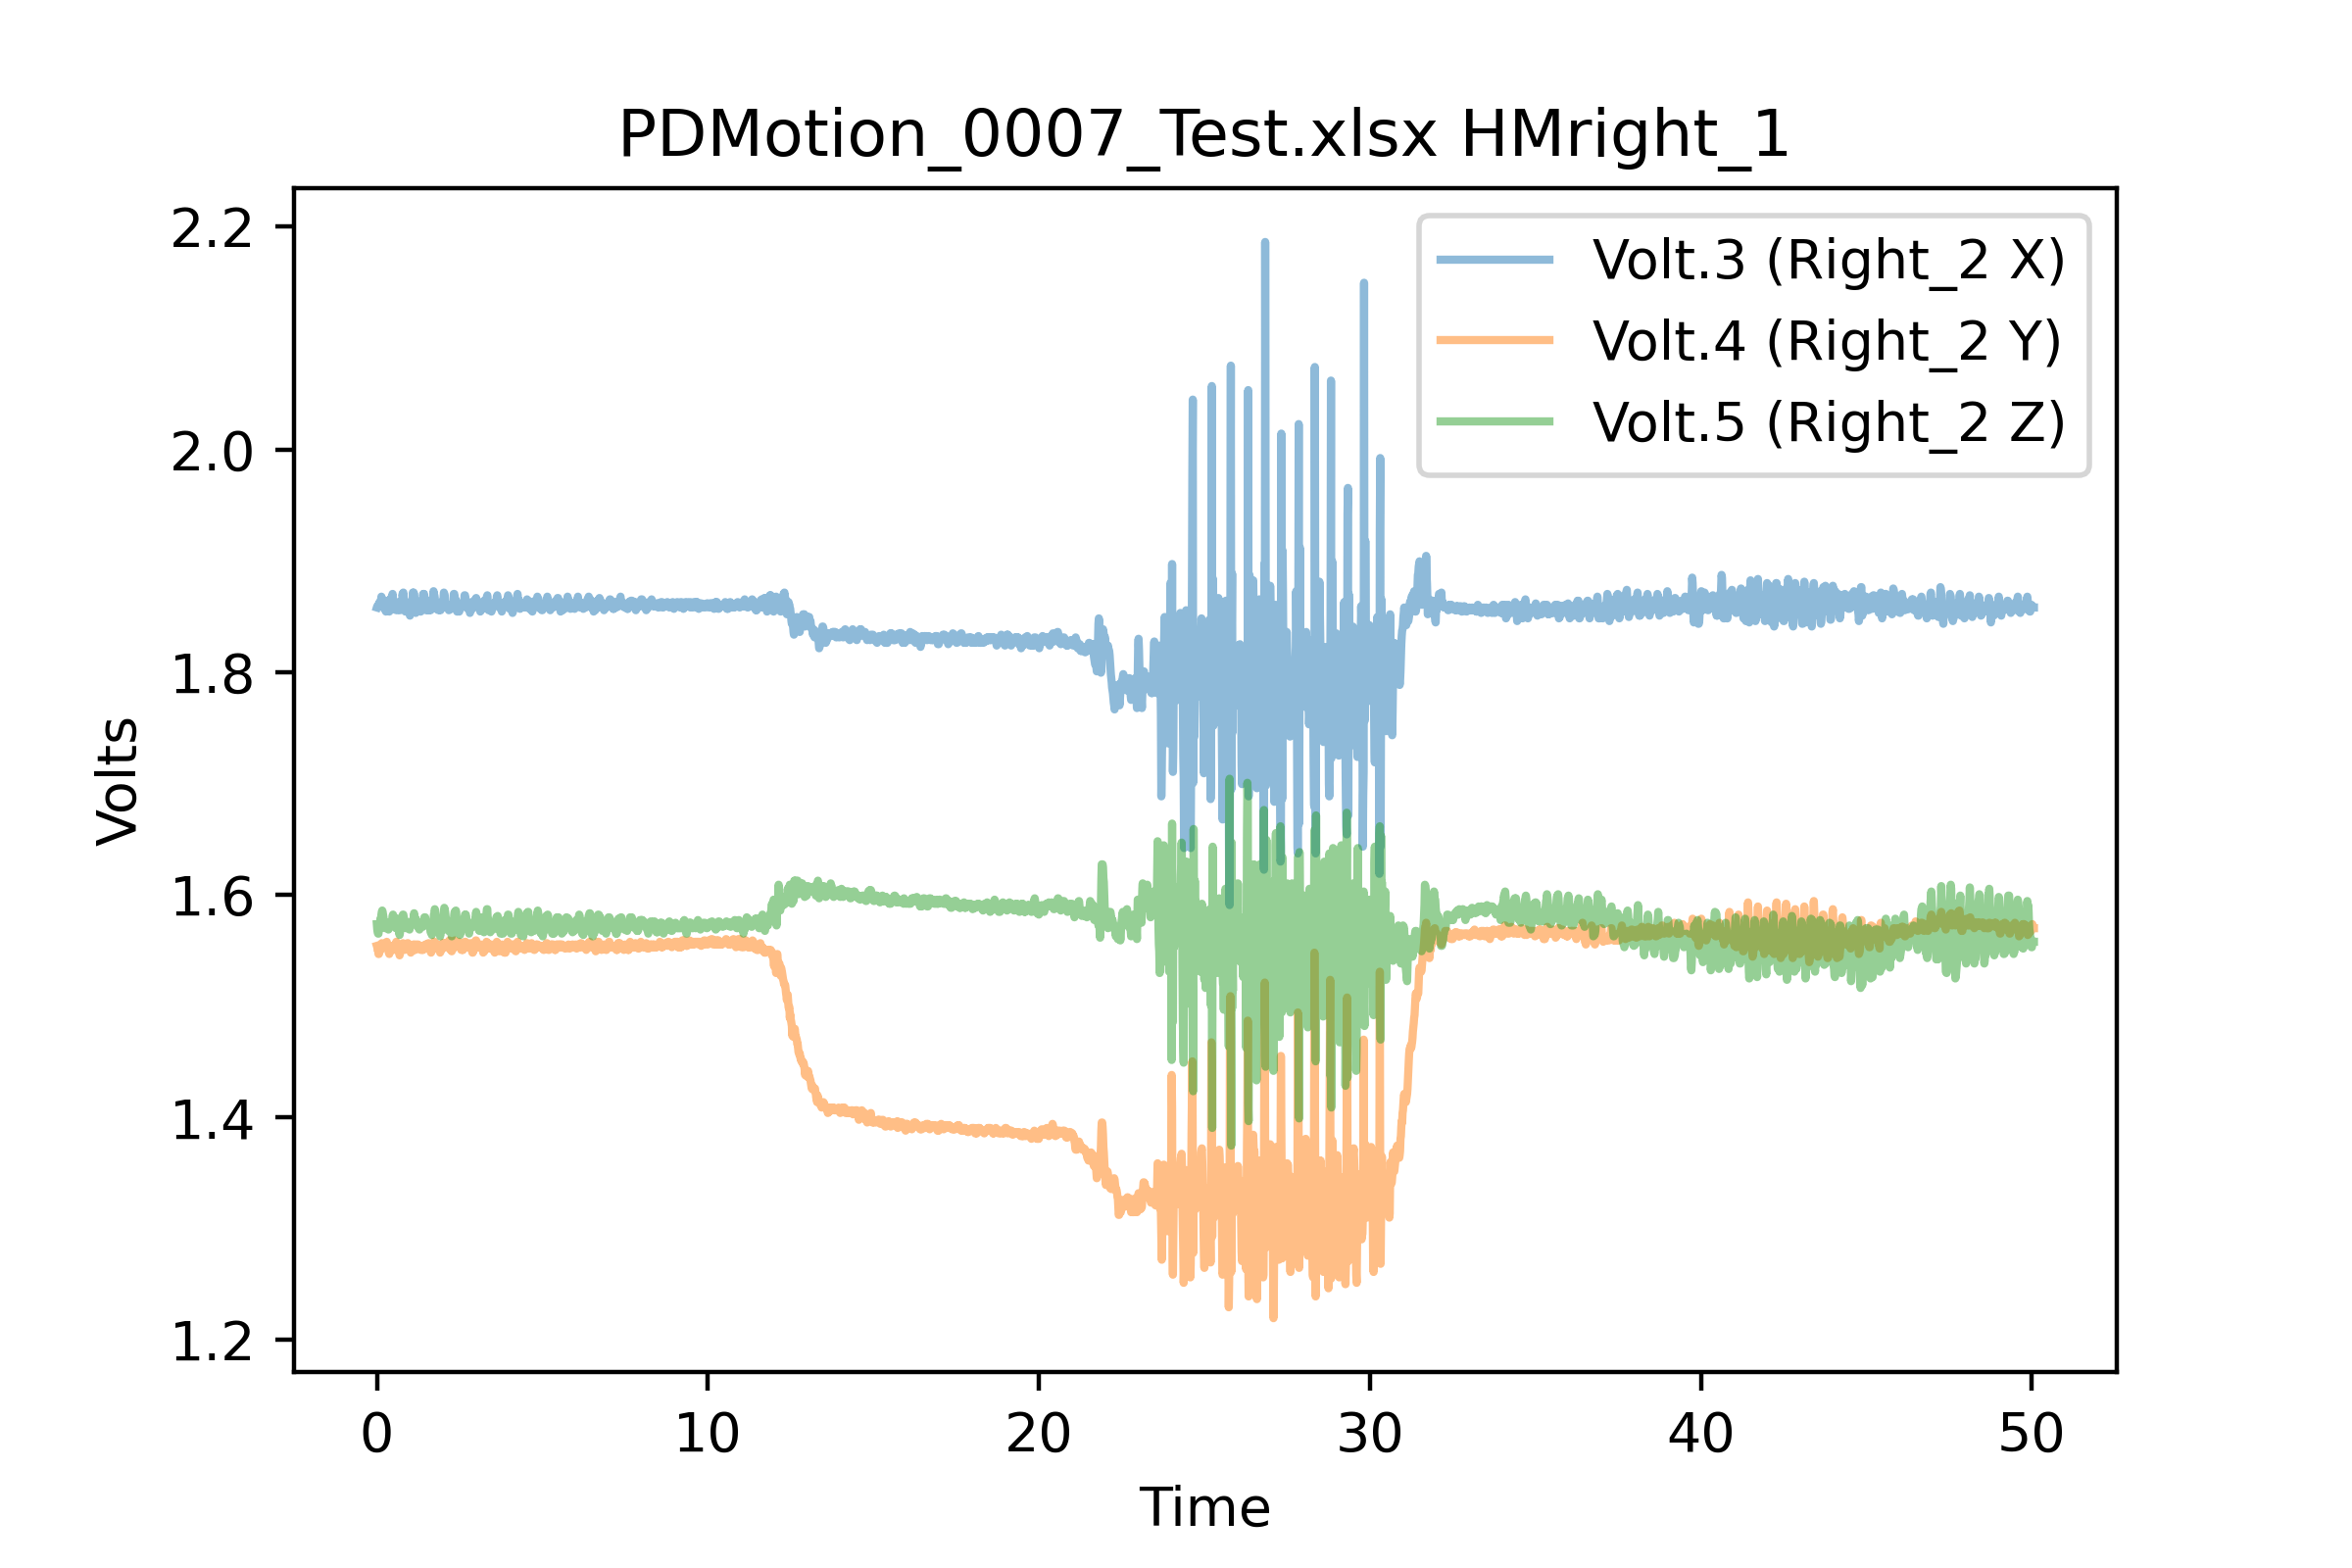 PDMotion_0007_Test.xlsx HMright_1
Volt.3 (Right_2 X)
Volt.4 (Right_2 Y)
Volt.5 (Right_2 Z)
Volts
2.2
2.0
1.8
1.6
1.4
1.2
0 10 20 30 40 50
Time